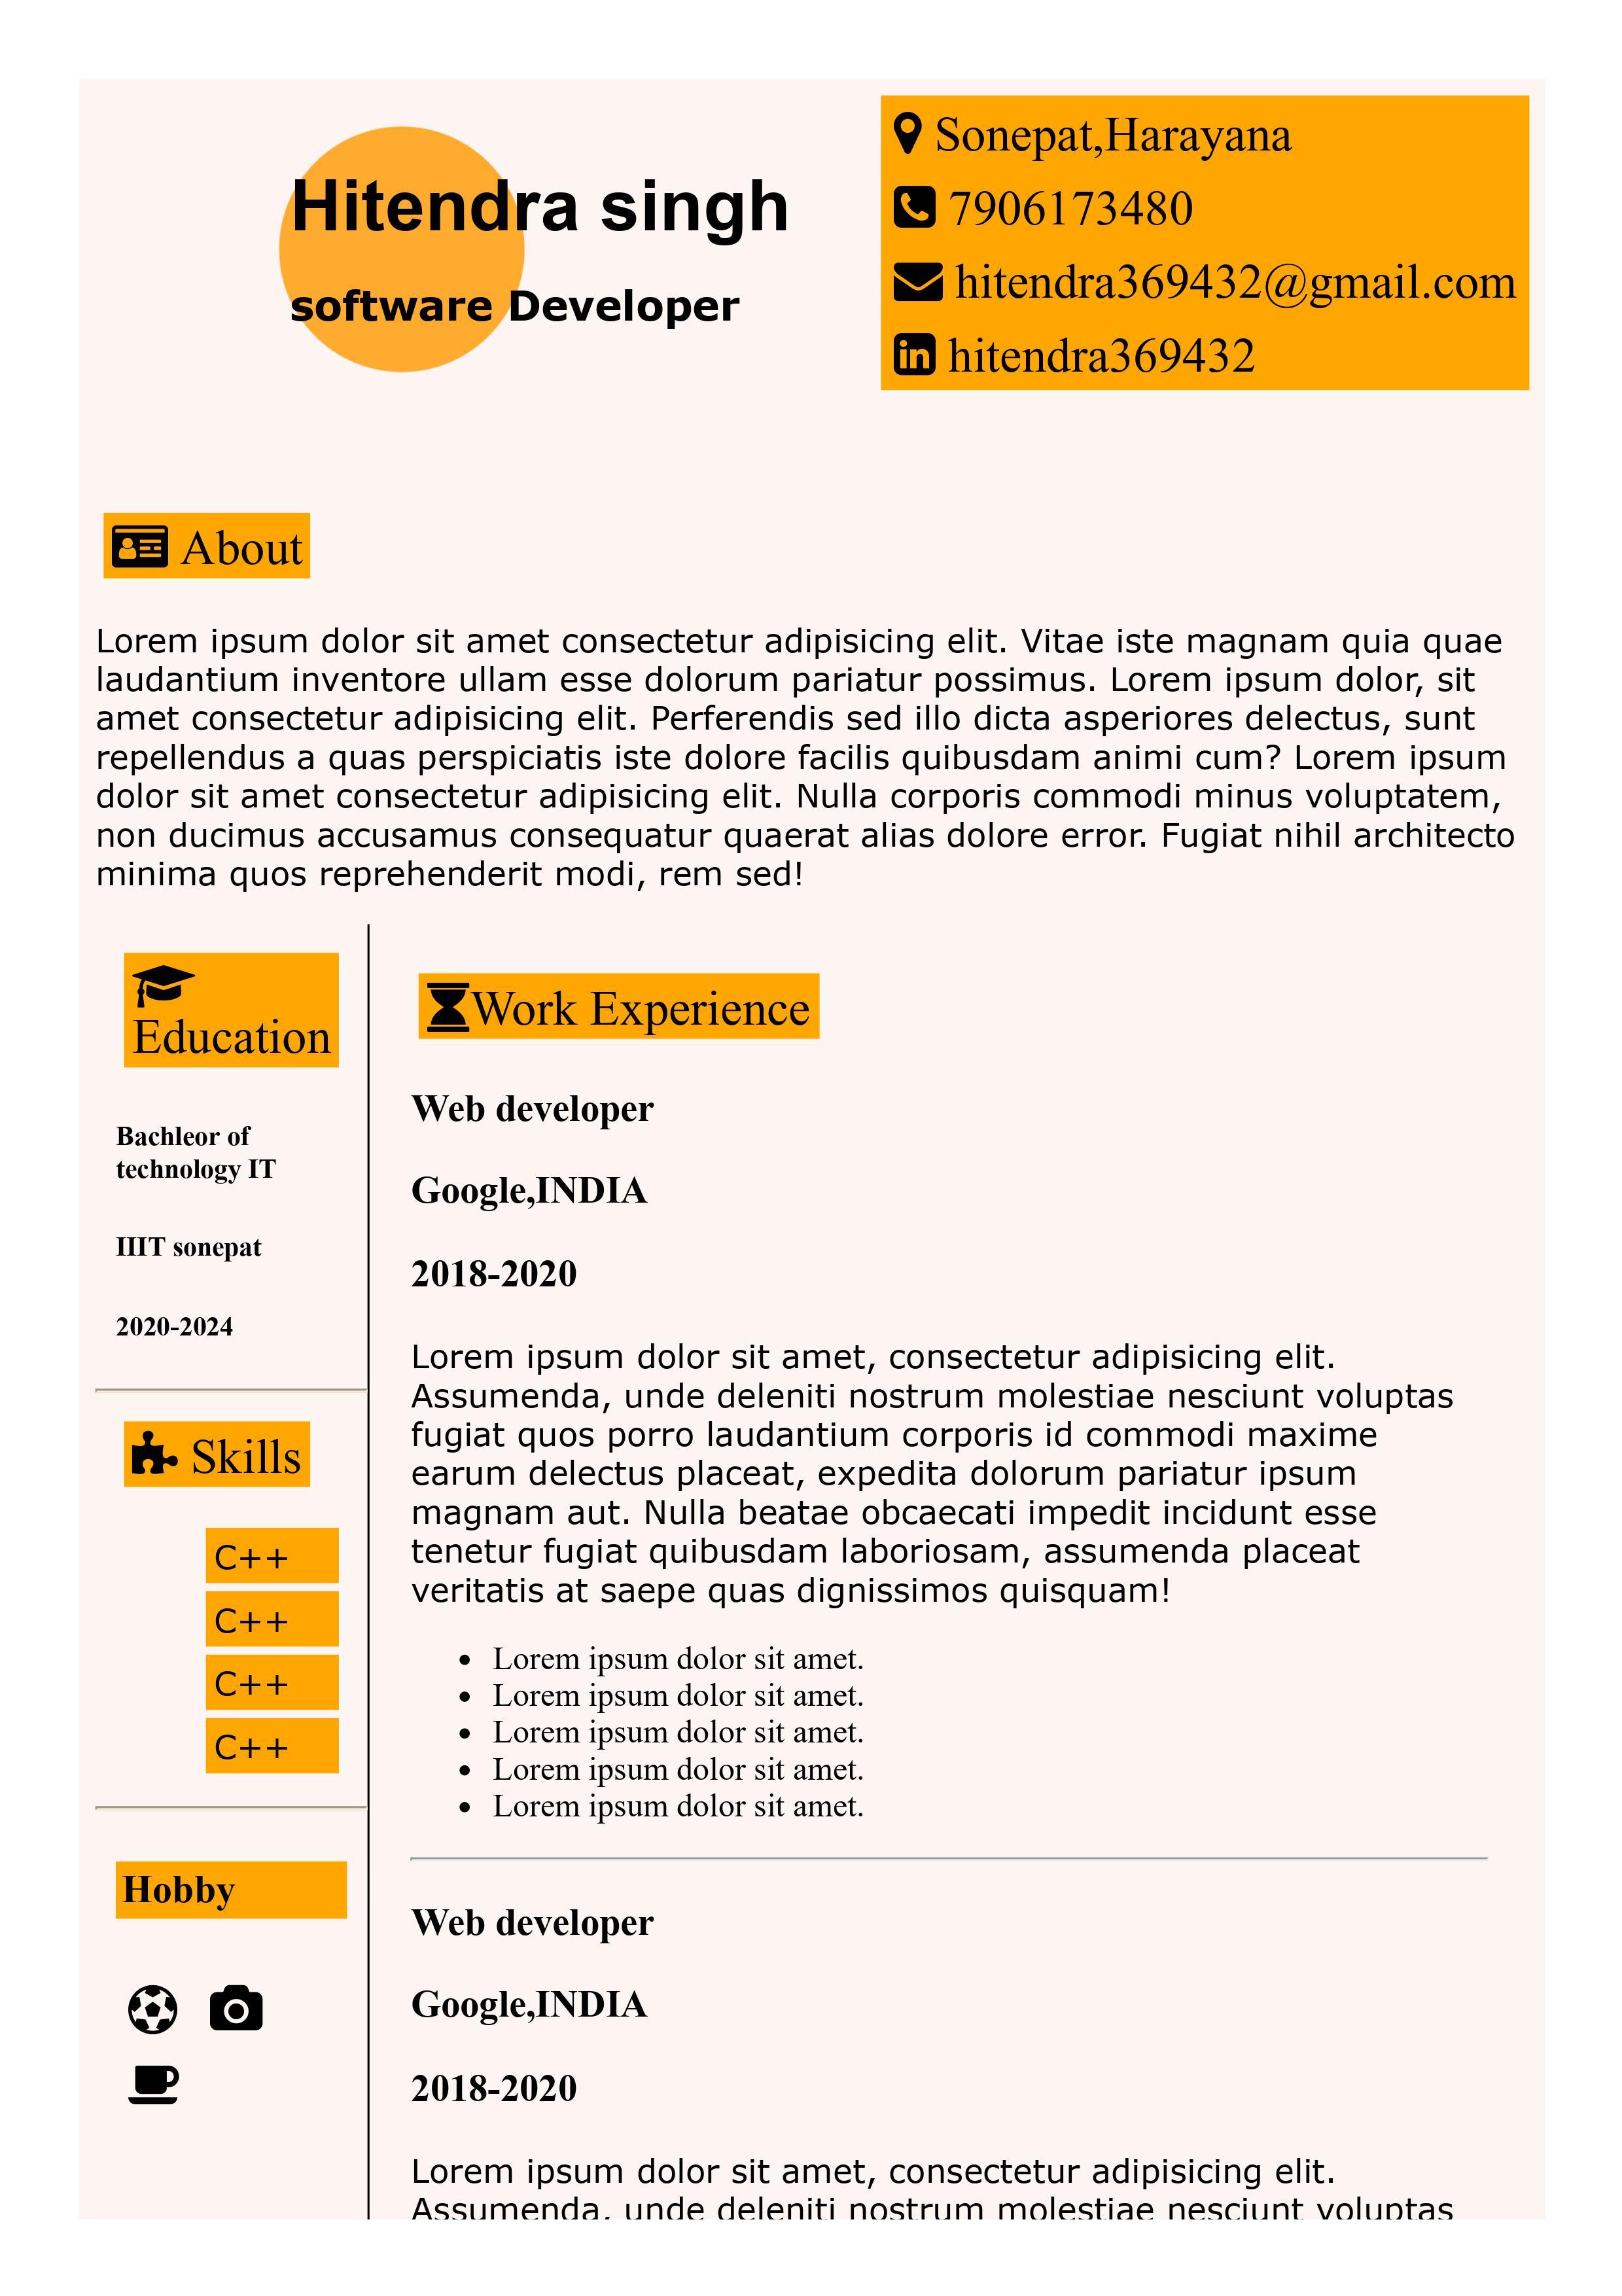 Hitendra singh
software Developer
Sonepat,Harayana
7906173480
hitendra369432@gmail.com
hitendra369432
About
Lorem ipsum dolor sit amet consectetur adipisicing elit. Vitae iste magnam quia quae
laudantium inventore ullam esse dolorum pariatur possimus. Lorem ipsum dolor, sit
amet consectetur adipisicing elit. Perferendis sed illo dicta asperiores delectus, sunt
repellendus a quas perspiciatis iste dolore facilis quibusdam animi cum? Lorem ipsum
dolor sit amet consectetur adipisicing elit. Nulla corporis commodi minus voluptatem,
non ducimus accusamus consequatur quaerat alias dolore error. Fugiat nihil architecto
minima quos reprehenderit modi, rem sed!
Education
Bachleor of
technology IT
IIIT sonepat
2020-2024
Skills
C++
C++
C++
C++
Hobby
Work Experience
Web developer
Google,INDIA
2018-2020
Lorem ipsum dolor sit amet, consectetur adipisicing elit.
Assumenda, unde deleniti nostrum molestiae nesciunt voluptas
fugiat quos porro laudantium corporis id commodi maxime
earum delectus placeat, expedita dolorum pariatur ipsum
magnam aut. Nulla beatae obcaecati impedit incidunt esse
tenetur fugiat quibusdam laboriosam, assumenda placeat
veritatis at saepe quas dignissimos quisquam!
• Lorem ipsum dolor sit amet.
• Lorem ipsum dolor sit amet.
• Lorem ipsum dolor sit amet.
• Lorem ipsum dolor sit amet.
• Lorem ipsum dolor sit amet.
Web developer
Google,INDIA
2018-2020
Lorem ipsum dolor sit amet, consectetur adipisicing elit.
Assumenda, unde deleniti nostrum molestiae nesciunt voluptas